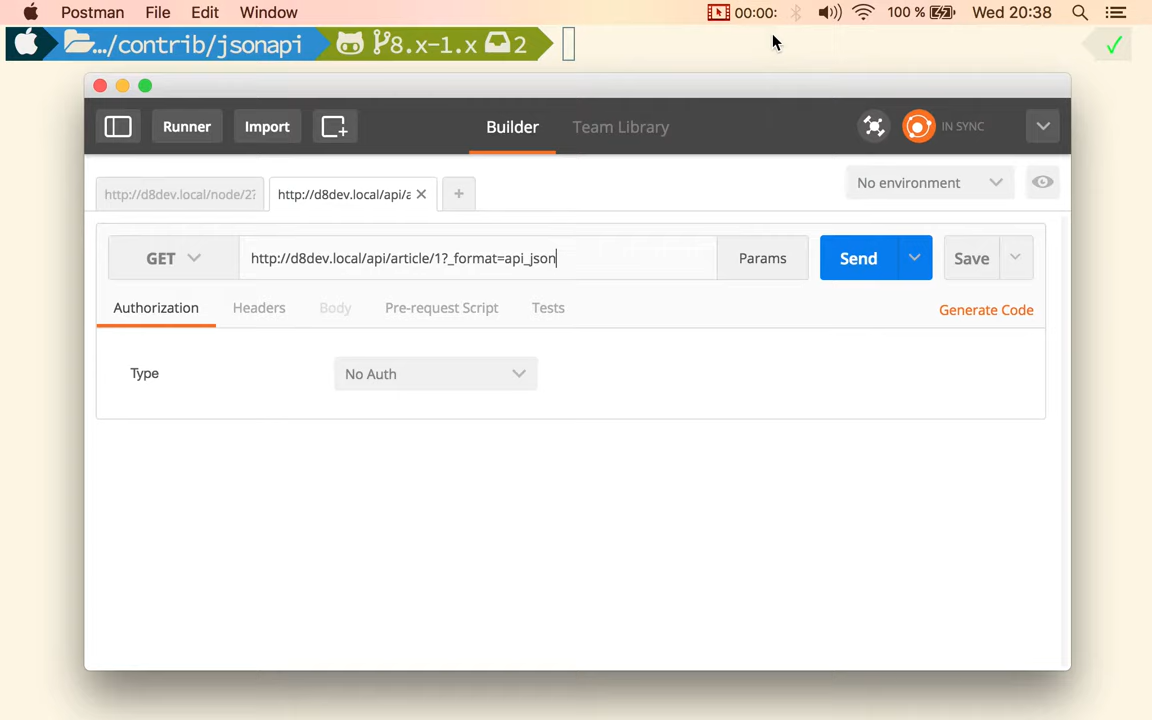 Postman File Edit Window 00:00: 100 % Wed 20:38
.../contrib/jsonapi 8.x-1.x 2 ✓
Runner Import Builder Team Library IN SYNC
http://d8dev.local/node/2? http://d8dev.local/api/a No environment
GET http://d8dev.local/api/article/1?_format=api_json Params Send Save
Authorization Headers Body Pre-request Script Tests Generate Code
Type No Auth